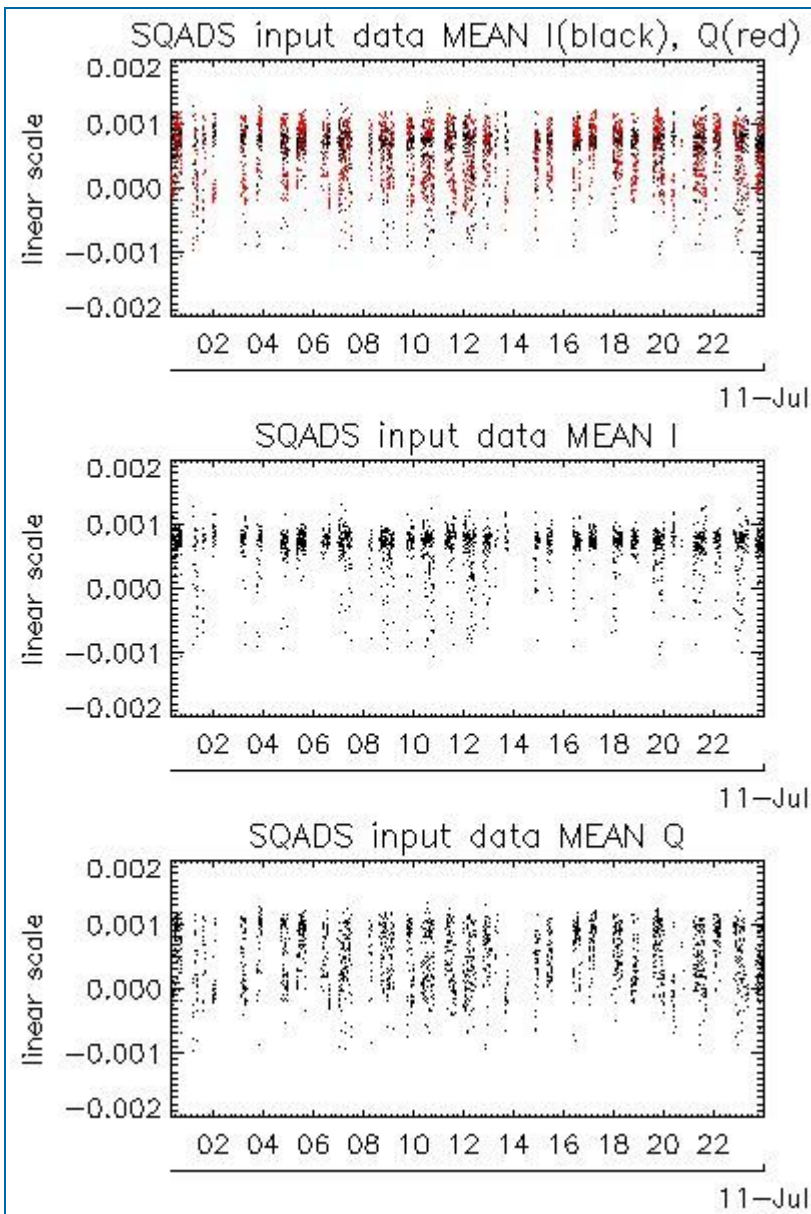 SQADS input data MEAN I(black), Q(red)
0.002
0.001
0.000
-0.001
-0.002
linear scale
02 04 06 08 10 12 14 16 18 20 22
11-Jul
SQADS input data MEAN I
0.002
0.001
0.000
-0.001
-0.002
linear scale
02 04 06 08 10 12 14 16 18 20 22
11-Jul
SQADS input data MEAN Q
0.002
0.001
0.000
-0.001
-0.002
linear scale
02 04 06 08 10 12 14 16 18 20 22
11-Jul